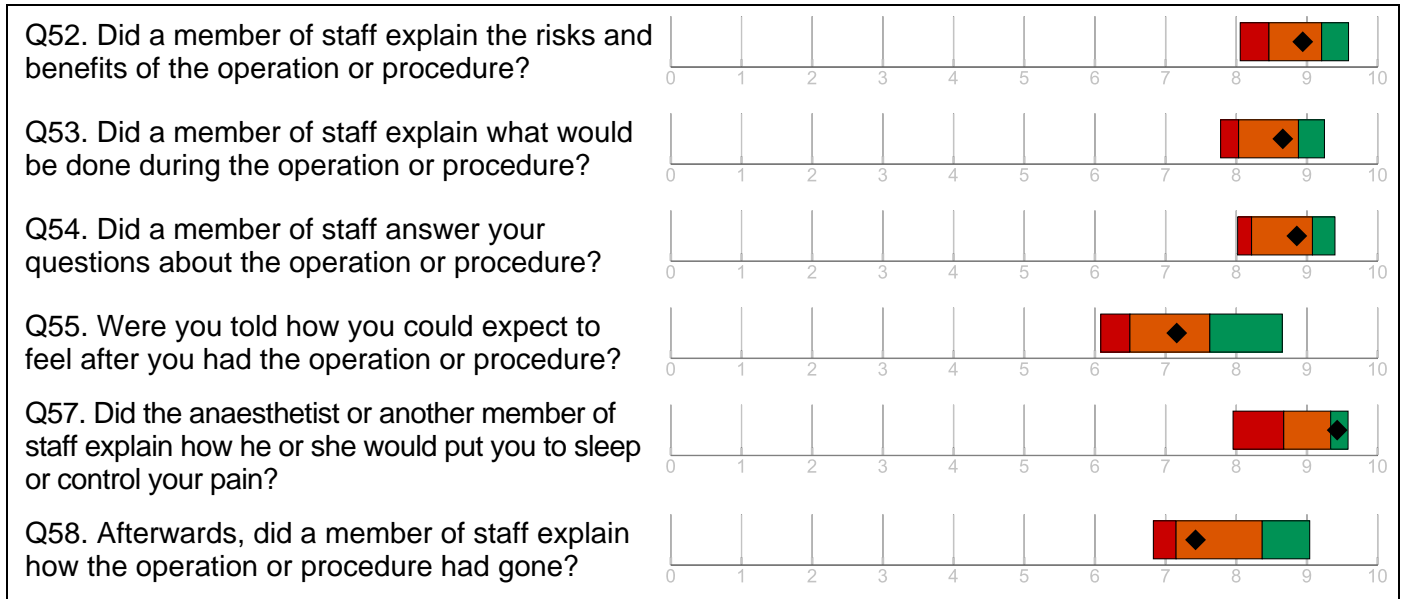 Q52. Did a member of staff explain the risks and
benefits of the operation or procedure?
0 1 2 3 4 5 6 7 8 9 10
Q53. Did a member of staff explain what would
be done during the operation or procedure?
0 1 2 3 4 5 6 7 8 9 10
Q54. Did a member of staff answer your
questions about the operation or procedure?
0 1 2 3 4 5 6 7 8 9 10
Q55. Were you told how you could expect to
feel after you had the operation or procedure?
0 1 2 3 4 5 6 7 8 9 10
Q57. Did the anaesthetist or another member of
staff explain how he or she would put you to sleep
or control your pain?
0 1 2 3 4 5 6 7 8 9 10
Q58. Afterwards, did a member of staff explain
how the operation or procedure had gone?
0 1 2 3 4 5 6 7 8 9 10